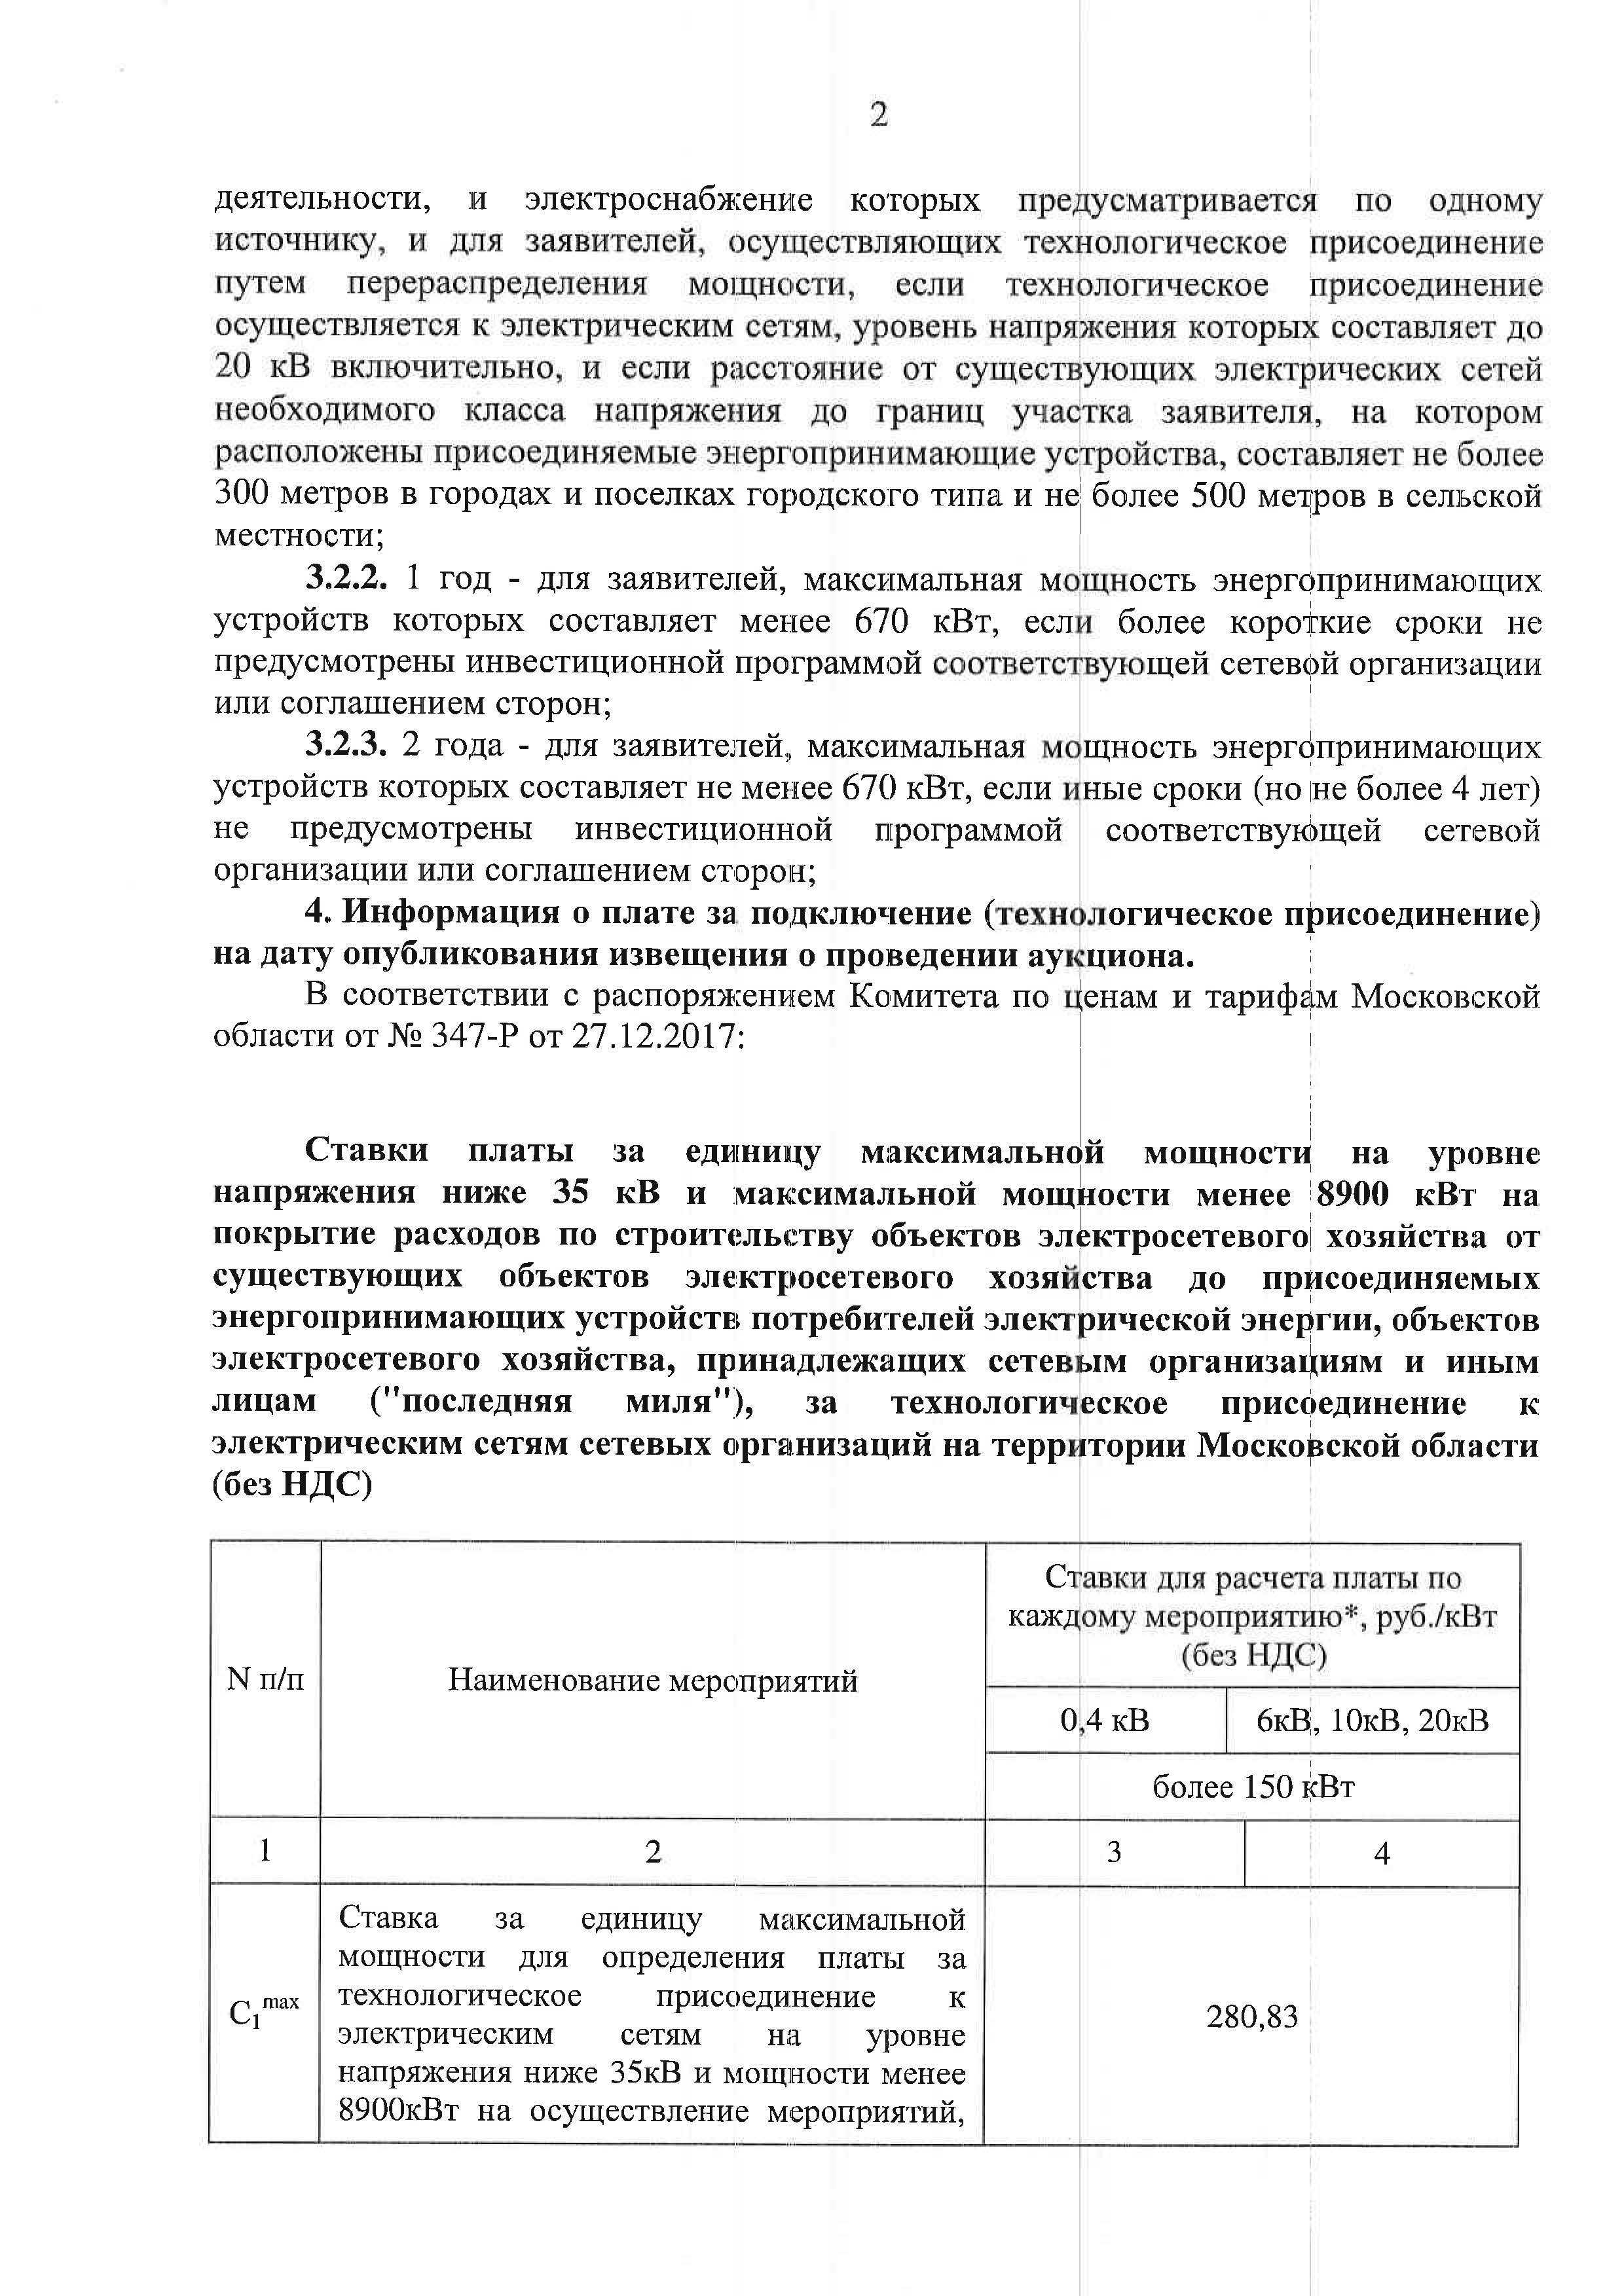 2
деятельности, и электроснабжение которых предусматривается по одному
источнику, и для заявителей, осуществляющих технологическое присоединение
путем перераспределения мощности, если технологическое присоединение
осуществляется к электрическим сетям, уровень напряжения которых составляет до
20 кВ включительно, и если расстояние от существующих электрических сетей
необходимого класса напряжения до границ участка заявителя, на котором
расположены присоединяемые энергопринимающие устройства, составляет не более
300 метров в городах и поселках городского типа и не более 500 метров в сельской
местности;
3.2.2. 1 год - для заявителей, максимальная мощность энергопринимающих
устройств которых составляет менее 670 кВт, если более короткие сроки не
предусмотрены инвестиционной программой соответствующей сетевой организации
или соглашением сторон;
3.2.3. 2 года - для заявителей, максимальная мощность энергопринимающих
устройств которых составляет не менее 670 кВт, если иные сроки (но не более 4 лет)
не предусмотрены инвестиционной программой соответствующей сетевой
организации или соглашением сторон;
4. Информация о плате за подключение (технологическое присоединение)
на дату опубликования извещения о проведении аукциона.
В соответствии с распоряжением Комитета по ценам и тарифам Московской
области от № 347-Р от 27.12.2017:
Ставки платы за единицу максимальной мощности на уровне
напряжения ниже 35 кВ и максимальной мощности менее 8900 кВт на
покрытие расходов по строительству объектов электросетевого хозяйства от
существующих объектов электросетевого хозяйства до присоединяемых
энергопринимающих устройств потребителей электрической энергии, объектов
электросетевого хозяйства, принадлежащих сетевым организациям и иным
лицам ("последняя миля"), за технологическое присоединение к
электрическим сетям сетевых организаций на территории Московской области
(без НДС)
N п/п
Наименование мероприятий
Ставки для расчета платы по
каждому мероприятию*, руб./кВт
(без НДС)
0,4 кВ
6кВ, 10кВ, 20кВ
более 150 кВт
1
2
3
4
C1max
Ставка за единицу максимальной
мощности для определения платы за
технологическое присоединение к
электрическим сетям на уровне
напряжения ниже 35кВ и мощности менее
8900кВт на осуществление мероприятий,
280,83